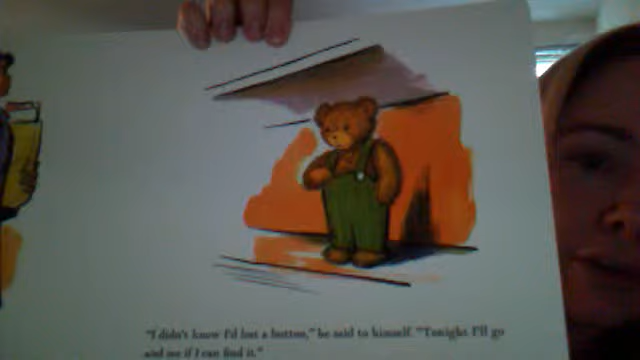 "I didn't know I'd lost a button," he said to himself. "Tonight I'll go
and see if I can find it."